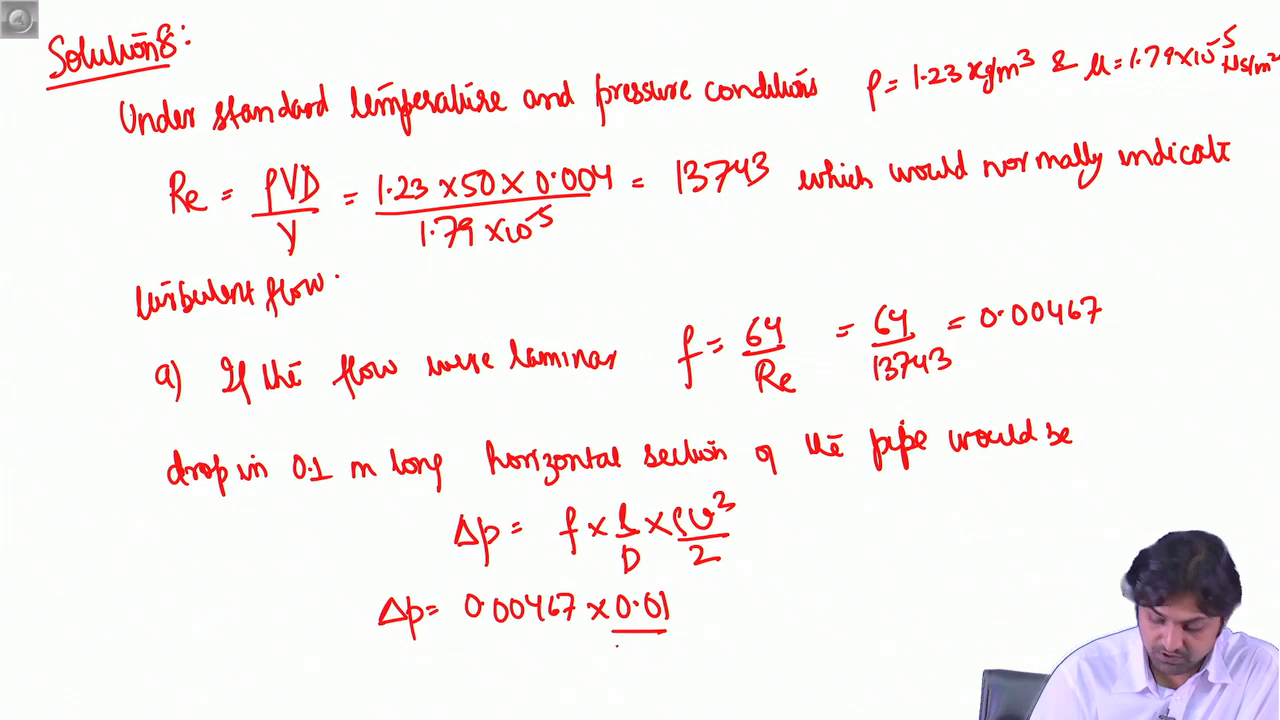 Solutions:
Under standard temperature and pressure conditions ρ = 1.23 kg/m³ & μ = 1.79×10⁻⁵ Ns/m²
Re = ρVD/γ = 1.23 × 50 × 0.004 / 1.79 × 10⁻⁵ = 13743 which would normally indicate
turbulent flow.
a) If the flow were laminar f = 64/Re = 64/13743 = 0.00467
drop in 0.1 m long horizontal section of the pipe would be
Δp = f × l/D × ρv²/2
Δp = 0.00467 × 0.01